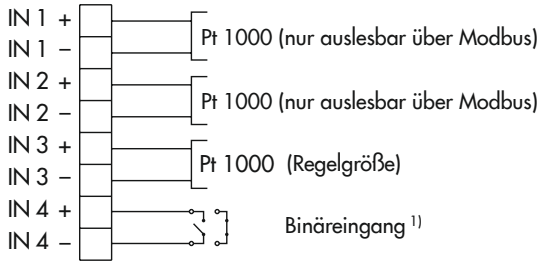 IN 1 +
IN 1 –
Pt 1000 (nur auslesbar über Modbus)
IN 2 +
IN 2 –
Pt 1000 (nur auslesbar über Modbus)
IN 3 +
IN 3 –
Pt 1000 (Regelgröße)
IN 4 +
IN 4 –
Binäreingang 1)